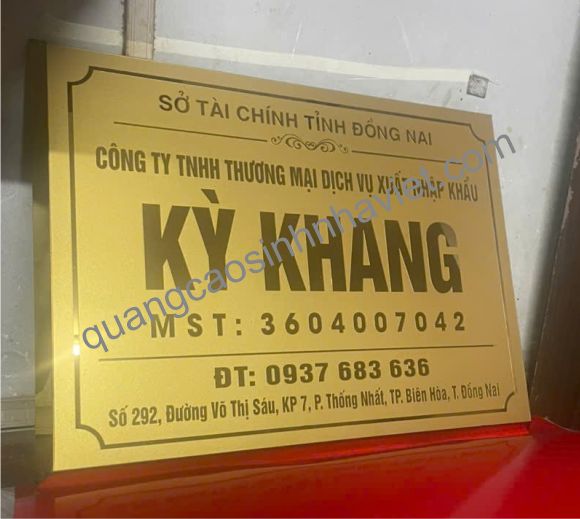 SỞ TÀI CHÍNH TỈNH ĐỒNG NAI
CÔNG TY TNHH THƯƠNG MẠI DỊCH VỤ XUẤT NHẬP KHẨU
KỲ KHANG
MST: 3604007042
ĐT: 0937 683 636
Số 292, Đường Võ Thị Sáu, KP 7, P. Thống Nhất, TP. Biên Hòa, T. Đồng Nai
quangcaosinhnhaviet.com